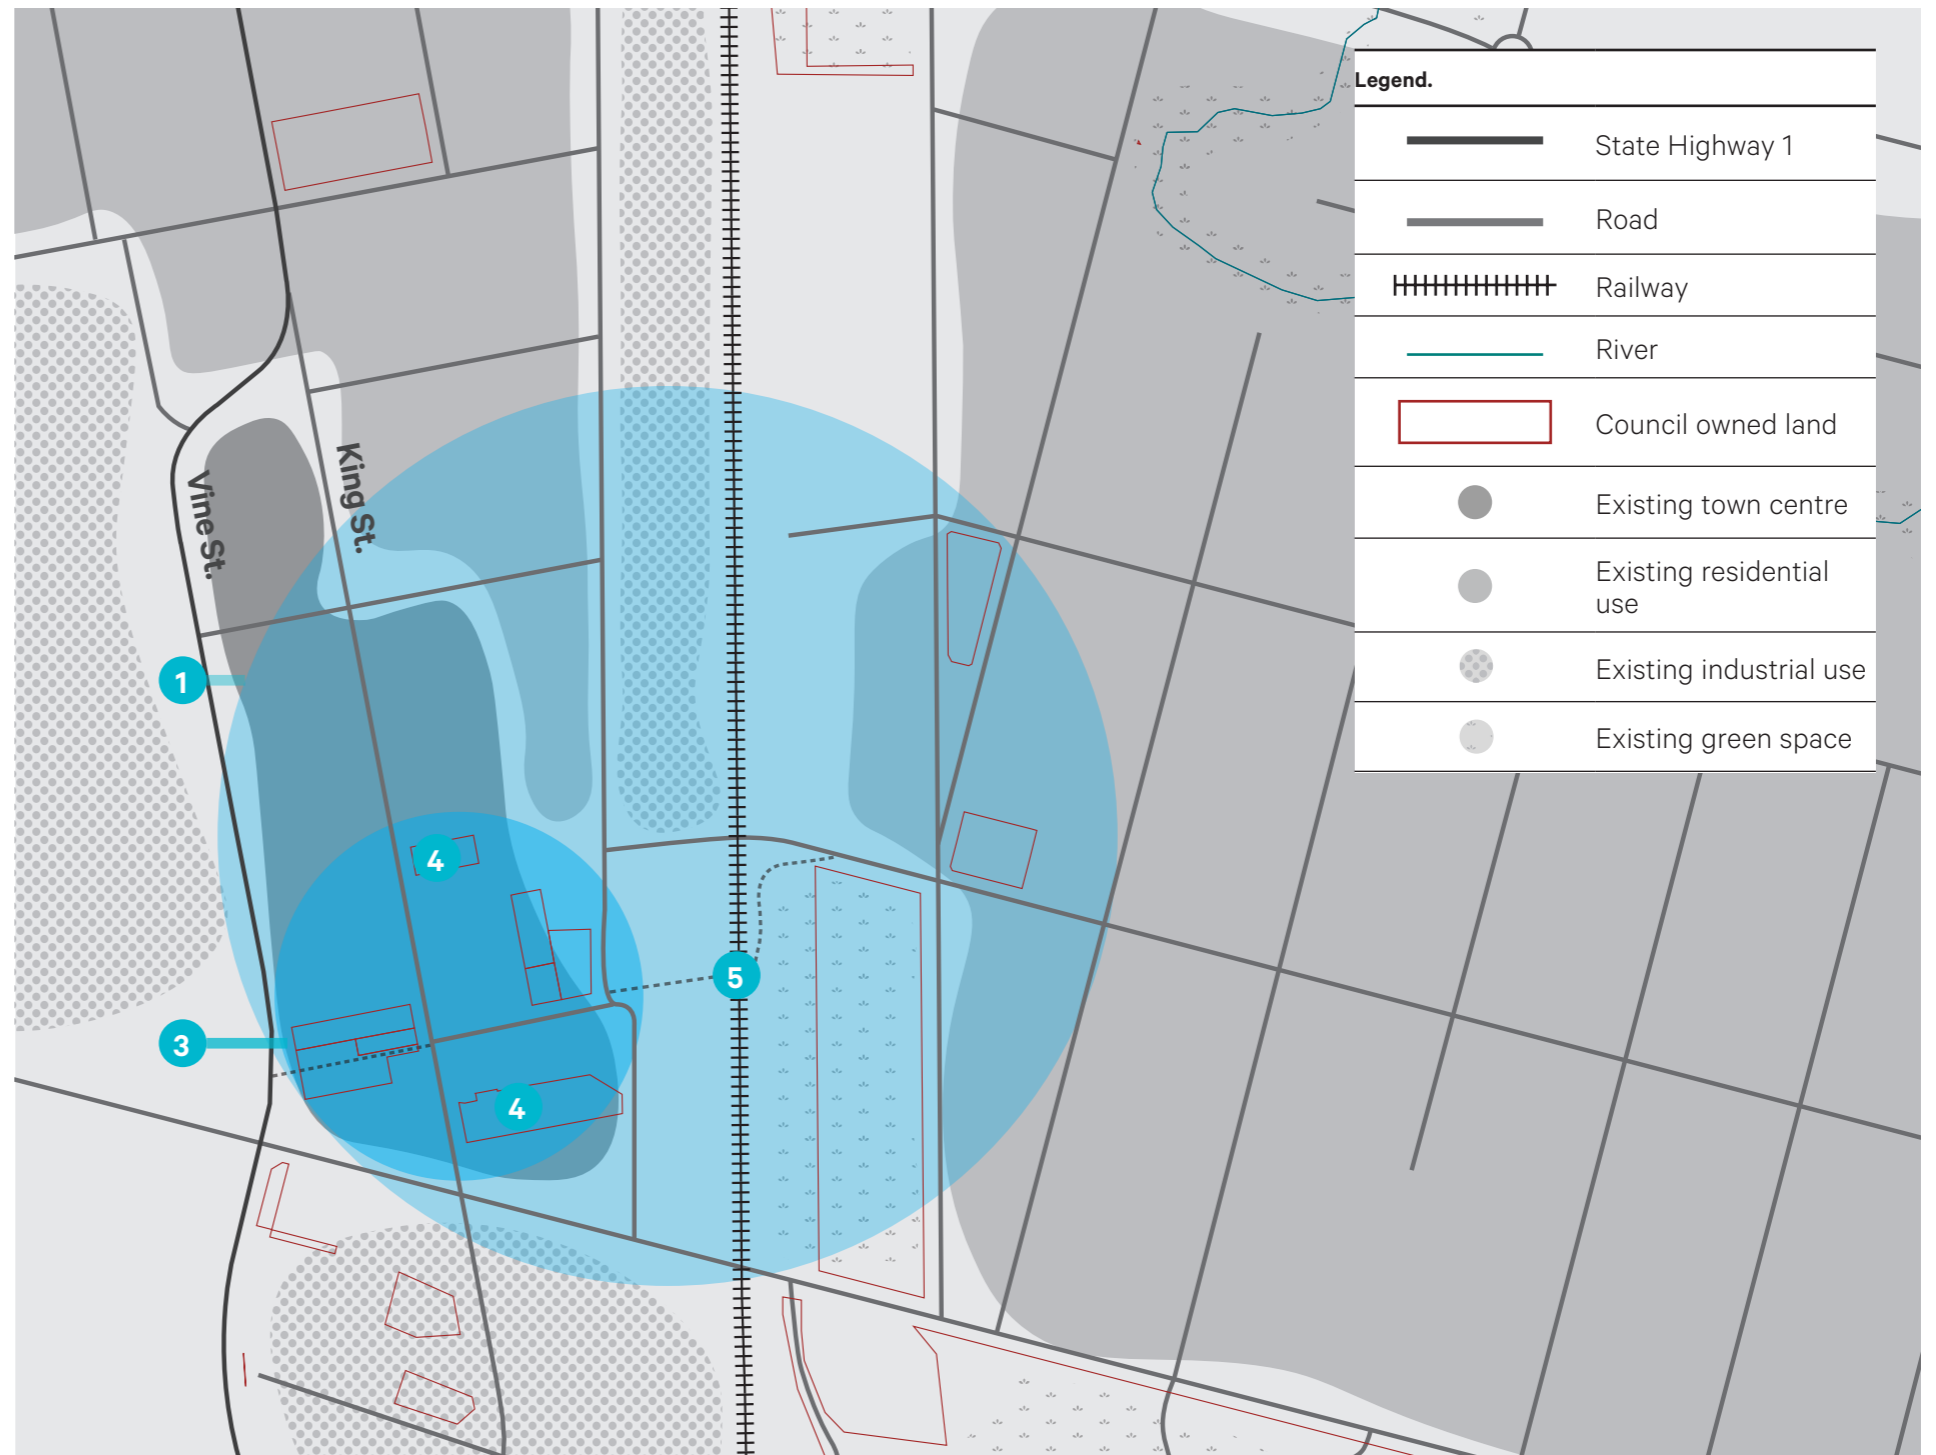 Legend.
State Highway 1
Road
Railway
River
Council owned land
Existing town centre
Existing residential
use
Existing industrial use
Existing green space
King St.
Vine St.
1
4
5
3
4